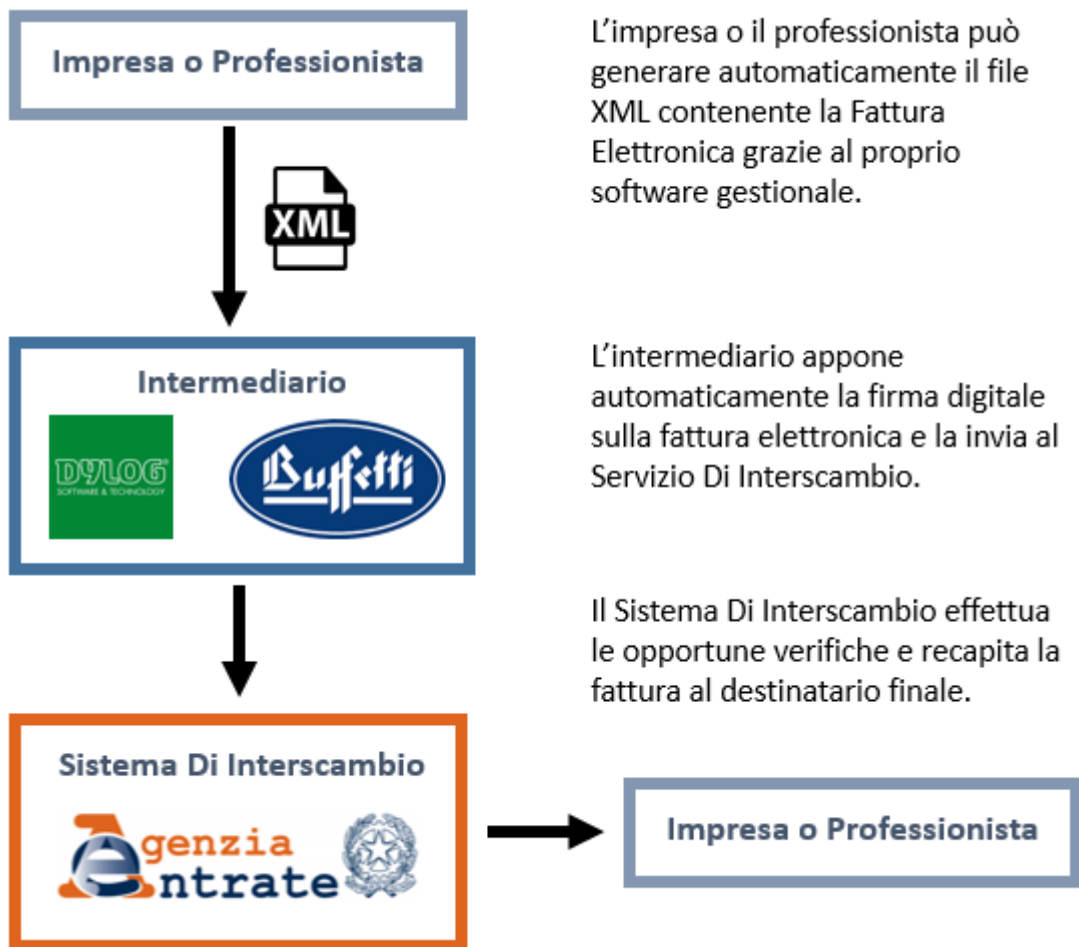 Impresa o Professionista
L’impresa o il professionista può
generare automaticamente il file
XML contenente la Fattura
Elettronica grazie al proprio
software gestionale.
XML
Intermediario
DYLOG
SOFTWARE & TECHNOLOGY
Buffetti
L’intermediario appone
automaticamente la firma digitale
sulla fattura elettronica e la invia al
Servizio Di Interscambio.
Il Sistema Di Interscambio effettua
le opportune verifiche e recapita la
fattura al destinatario finale.
Sistema Di Interscambio
Agenzia
entrate
Impresa o Professionista